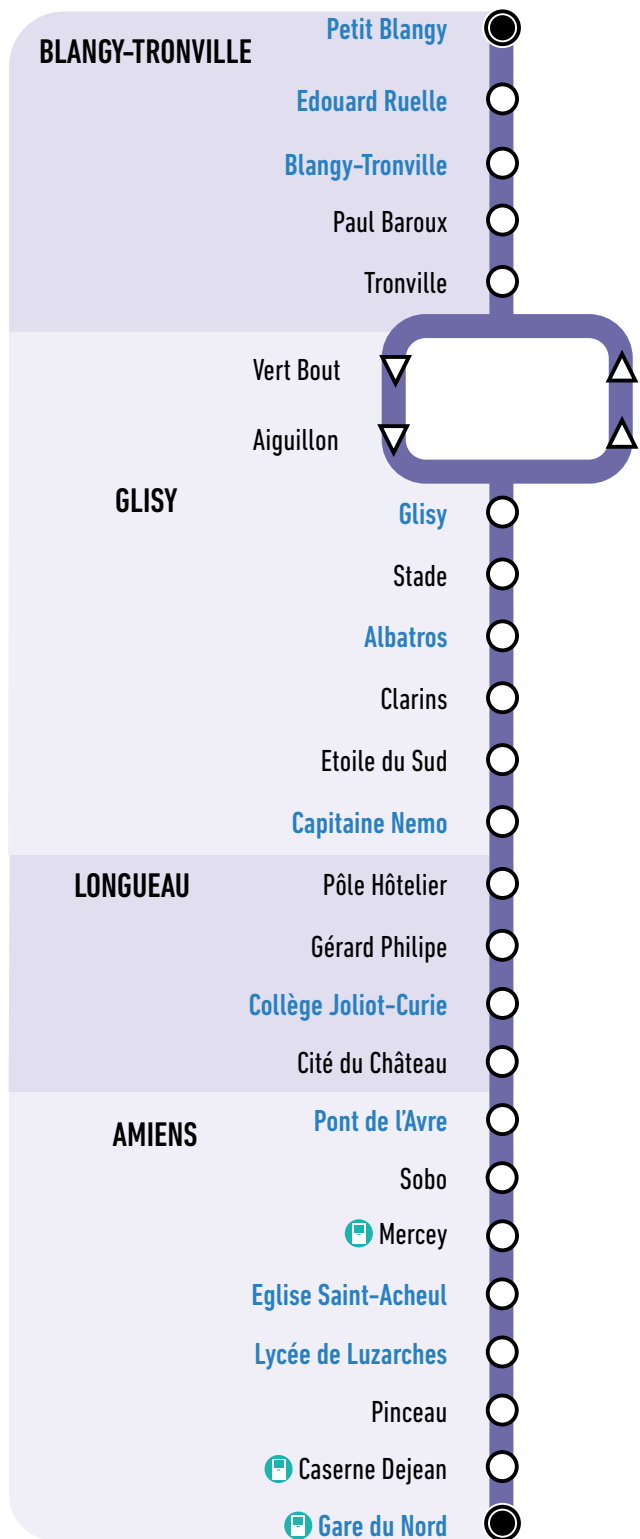 BLANGY-TRONVILLE
Petit Blangy
Edouard Ruelle
Blangy-Tronville
Paul Baroux
Tronville
Vert Bout
Aiguillon
GLISY
Glisy
Stade
Albatros
Clarins
Etoile du Sud
Capitaine Nemo
LONGUEAU
Pôle Hôtelier
Gérard Philipe
Collège Joliot-Curie
Cité du Château
AMIENS
Pont de l'Avre
Sobo
Mercey
Eglise Saint-Acheul
Lycée de Luzarches
Pinceau
Caserne Dejean
Gare du Nord